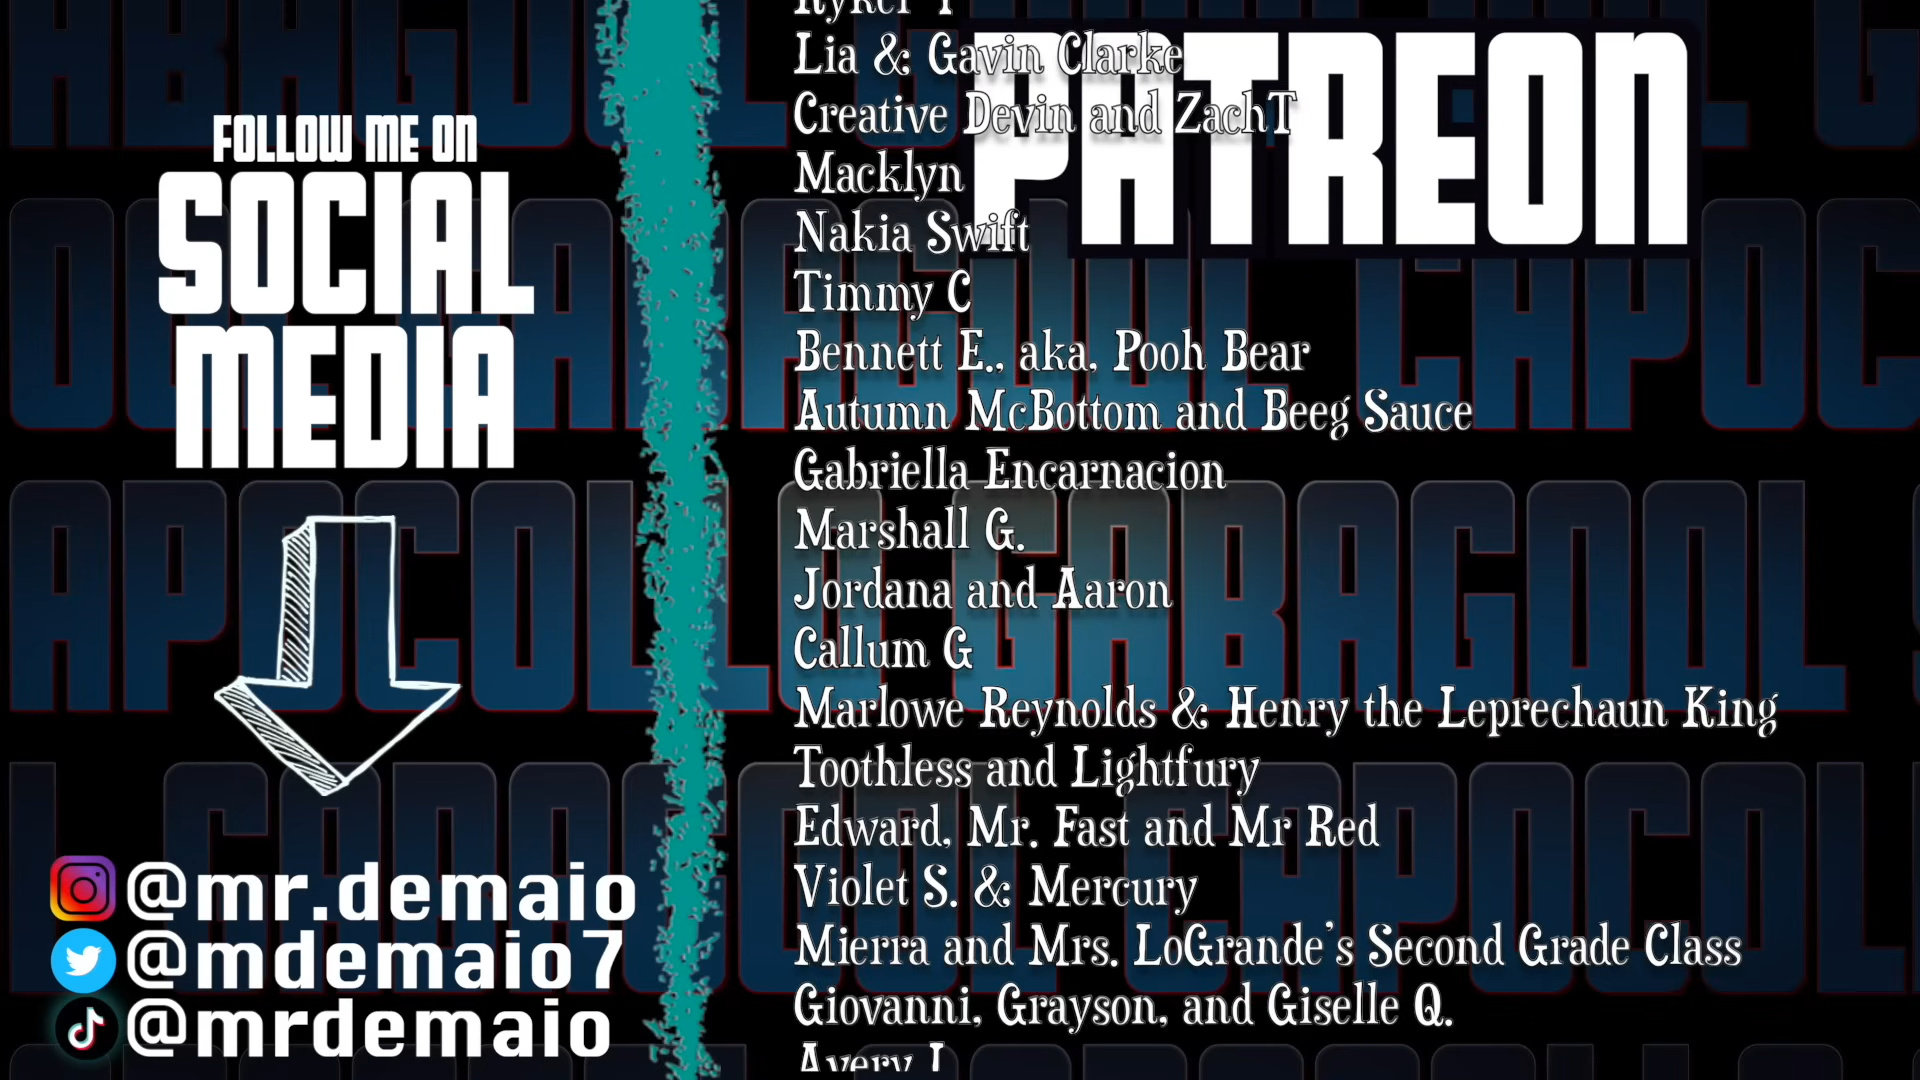 FOLLOW ME ON
SOCIAL
MEDIA
@mr.demaio
@mdemaio7
@mrdemaio
PATREON
Lia & Gavin Clarke
Creative Devin and ZachT
Macklyn
Nakia Swift
Timmy C
Bennett E., aka, Pooh Bear
Autumn McBottom and Beeg Sauce
Gabriella Encarnacion
Marshall G.
Jordana and Aaron
Callum G
Marlowe Reynolds & Henry the Leprechaun King
Toothless and Lightfury
Edward, Mr. Fast and Mr Red
Violet S. & Mercury
Mierra and Mrs. LoGrande's Second Grade Class
Giovanni, Grayson, and Giselle Q.
APOCOLLO GABAGOOL